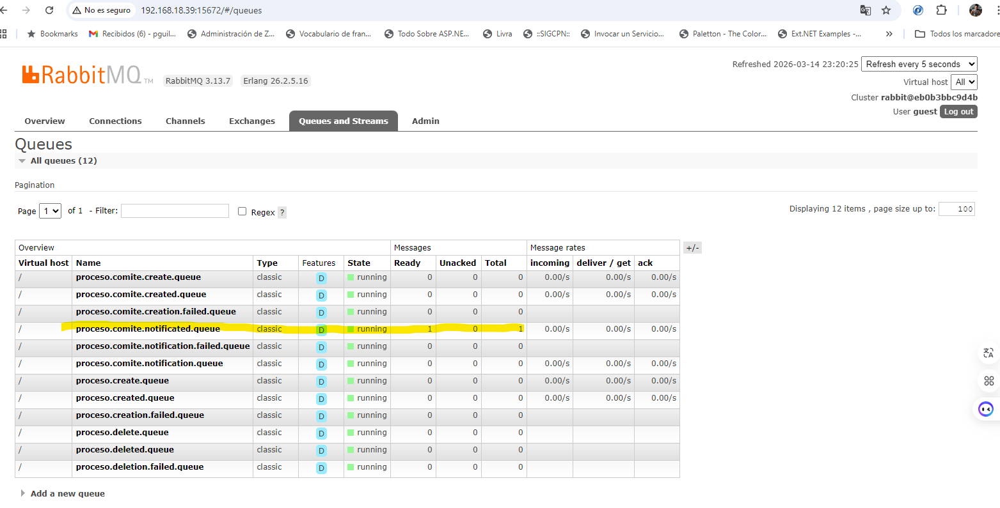 No es seguro 192.168.18.39:15672/#/queues
Bookmarks Recibidos (6) - pguil... Administración de Z... Vocabulario de fran... Todo Sobre ASP.NE... Livra ::SIGCPN:: Invocar un Servicio... Paletton - The Color... Ext.NET Examples -... » Todos los marcadore
RabbitMQ TM RabbitMQ 3.13.7 Erlang 26.2.5.16
Refreshed 2026-03-14 23:20:25 Refresh every 5 seconds
Virtual host All
Cluster rabbit@eb0b3bbc9d4b
User guest Log out
Overview Connections Channels Exchanges Queues and Streams Admin
Queues
All queues (12)
Pagination
Page 1 of 1 - Filter: Regex ?
Displaying 12 items , page size up to: 100
Overview Messages Message rates +/-
Virtual host Name Type Features State Ready Unacked Total incoming deliver / get ack
/ proceso.comite.create.queue classic D running 0 0 0 0.00/s 0.00/s 0.00/s
/ proceso.comite.created.queue classic D running 0 0 0 0.00/s 0.00/s 0.00/s
/ proceso.comite.creation.failed.queue classic D running 0 0 0
/ proceso.comite.notificated.queue classic D running 1 0 1 0.00/s 0.00/s 0.00/s
/ proceso.comite.notification.failed.queue classic D running 0 0 0
/ proceso.comite.notification.queue classic D running 0 0 0 0.00/s 0.00/s 0.00/s
/ proceso.create.queue classic D running 0 0 0 0.00/s 0.00/s 0.00/s
/ proceso.created.queue classic D running 0 0 0 0.00/s 0.00/s 0.00/s
/ proceso.creation.failed.queue classic D running 0 0 0
/ proceso.delete.queue classic D running 0 0 0
/ proceso.deleted.queue classic D running 0 0 0
/ proceso.deletion.failed.queue classic D running 0 0 0
Add a new queue